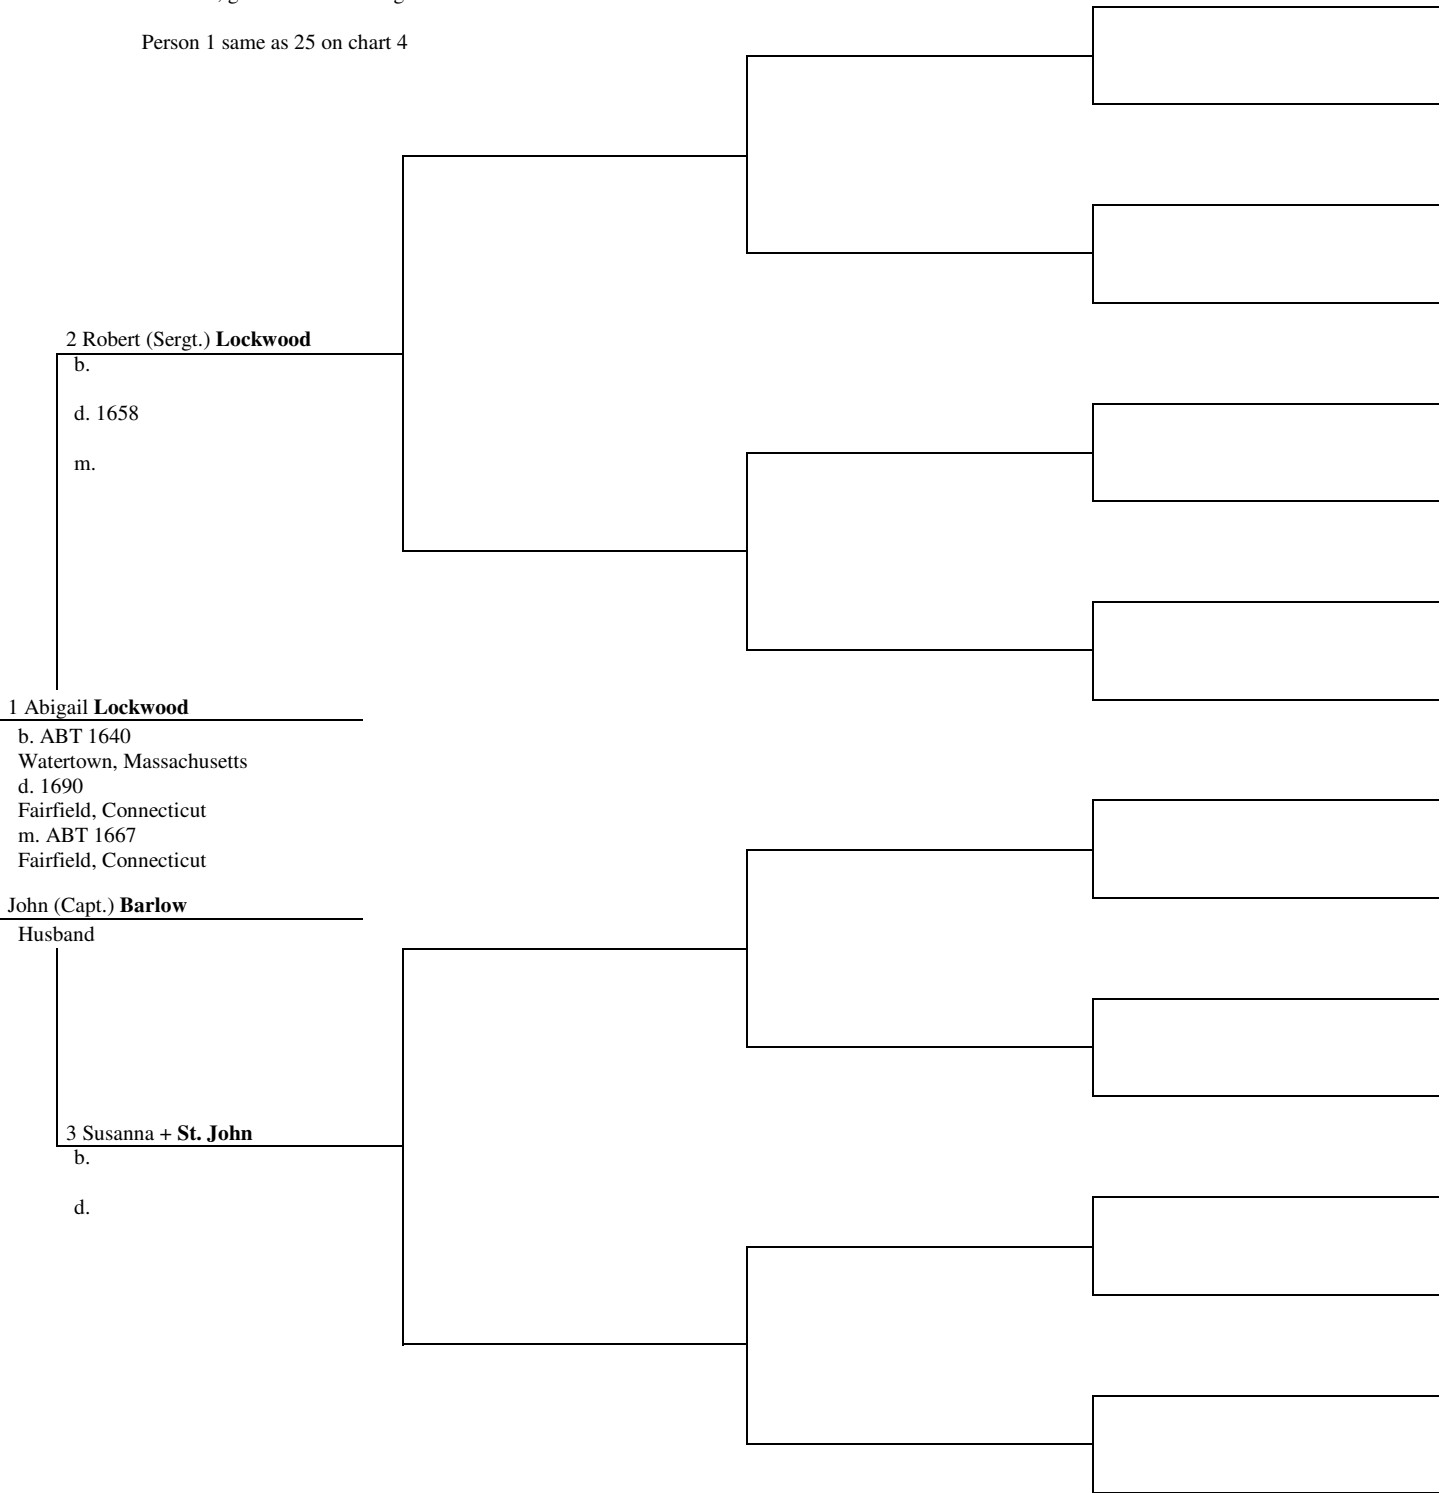 Person 1 same as 25 on chart 4
2 Robert (Sergt.) Lockwood
b.
d. 1658
m.
1 Abigail Lockwood
b. ABT 1640
Watertown, Massachusetts
d. 1690
Fairfield, Connecticut
m. ABT 1667
Fairfield, Connecticut
John (Capt.) Barlow
Husband
3 Susanna + St. John
b.
d.